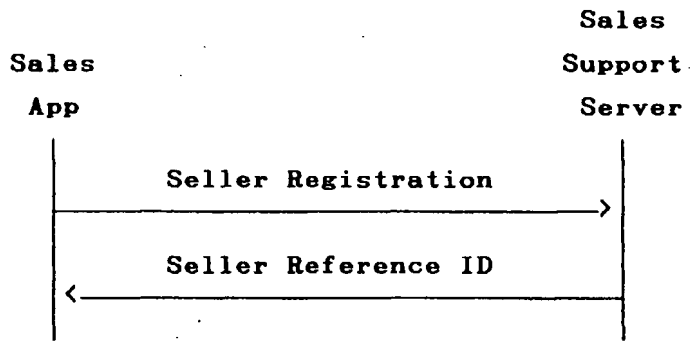 Sales
App
Sales
Support
Server
Seller Registration
Seller Reference ID